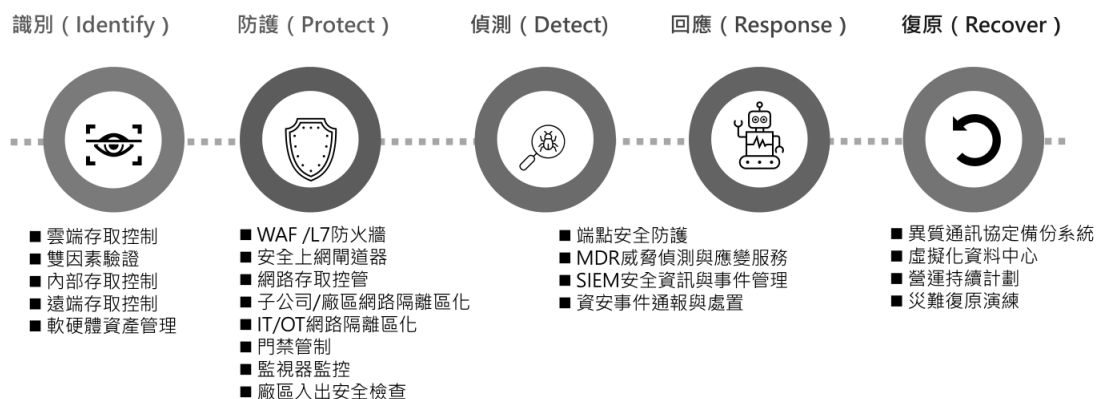 識別（Identify）
防護（Protect）
偵測（Detect)
回應（Response）
復原（Recover）
■ 雲端存取控制
■ 雙因素驗證
■ 內部存取控制
■ 遠端存取控制
■ 軟硬體資產管理
■ WAF /L7防火牆
■ 安全上網閘道器
■ 網路存取控管
■ 子公司/廠區網路隔離區化
■ IT/OT網路隔離區化
■ 門禁管制
■ 監視器監控
■ 廠區入出安全檢查
■ 端點安全防護
■ MDR威脅偵測與應變服務
■ SIEM安全資訊與事件管理
■ 資安事件通報與處置
■ 異質通訊協定備份系統
■ 虛擬化資料中心
■ 營運持續計劃
■ 災難復原演練